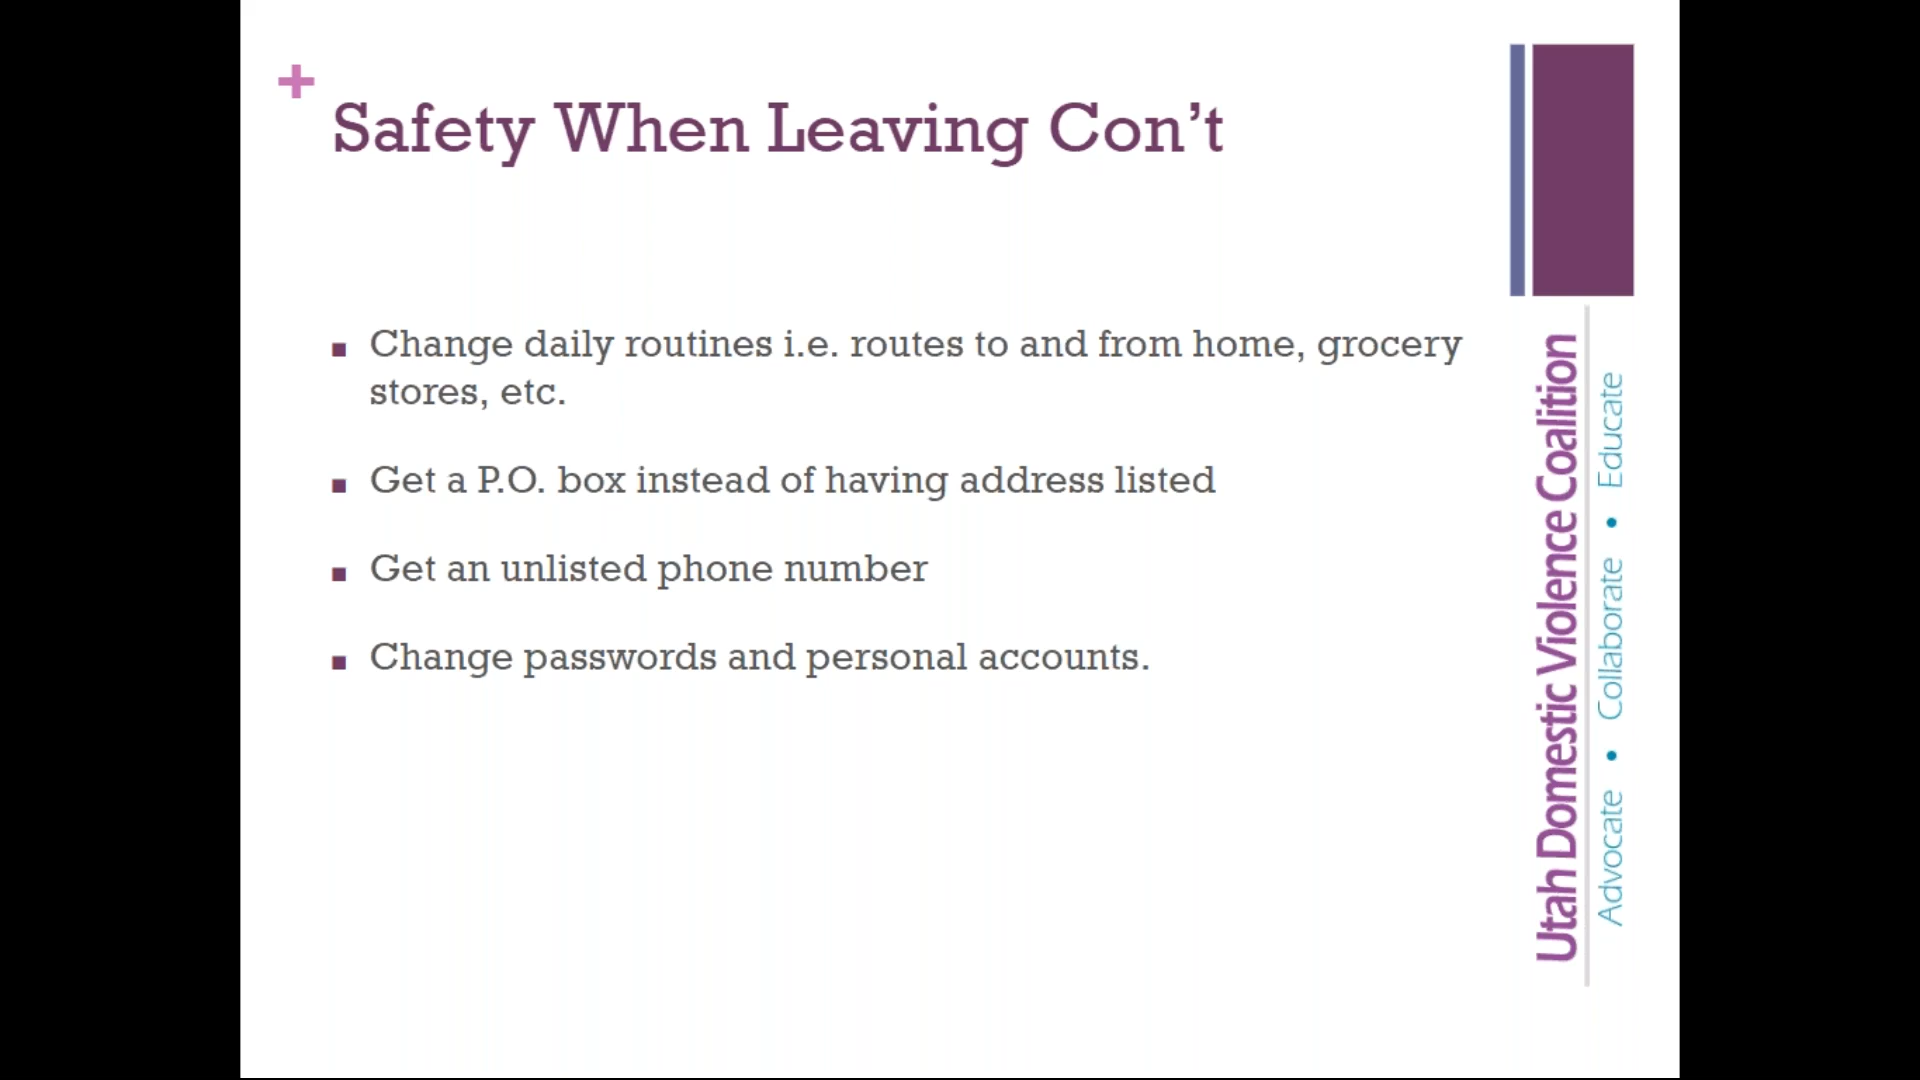 Safety When Leaving Con’t
Change daily routines i.e. routes to and from home, grocery
stores, etc.
Get a P.O. box instead of having address listed
Get an unlisted phone number
Change passwords and personal accounts.
Utah Domestic Violence Coalition
Advocate • Collaborate • Educate